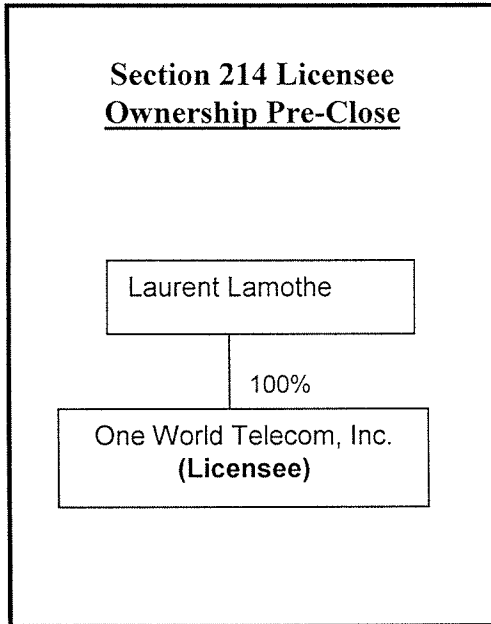 Section 214 Licensee
Ownership Pre-Close
Laurent Lamothe
100%
One World Telecom, Inc.
(Licensee)